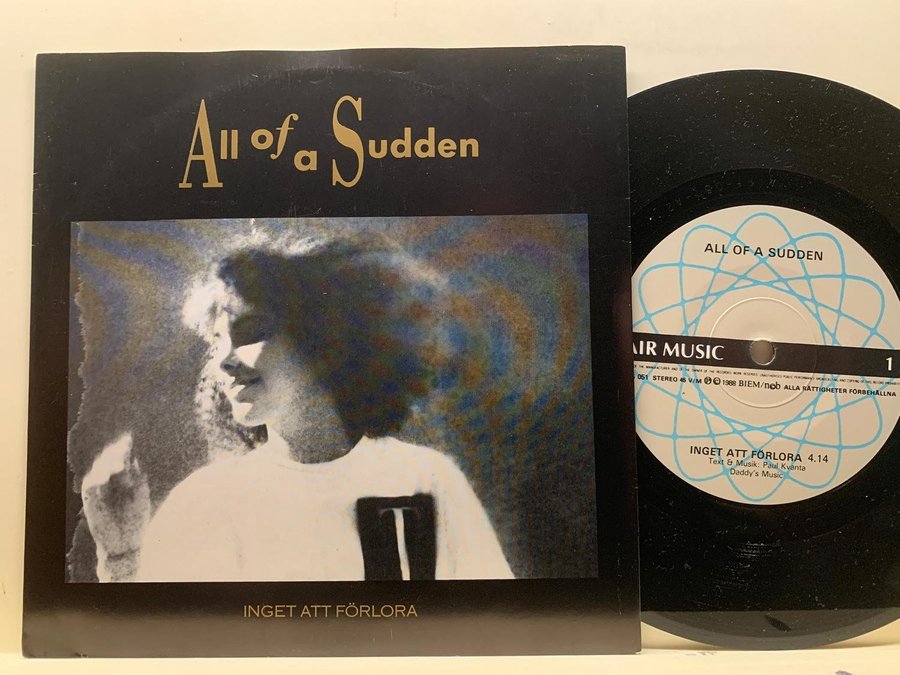 All of a Sudden
INGET ATT FÖRLORA
ALL OF A SUDDEN
AIR MUSIC 1
051 STEREO 45 V/M ℗ © 1988 BIEM/n©b ALLA RÄTTIGHETER FÖRBEHÅLLNA
INGET ATT FÖRLORA 4.14
Text & Musik: Paul Kvanta
Daddy's Music